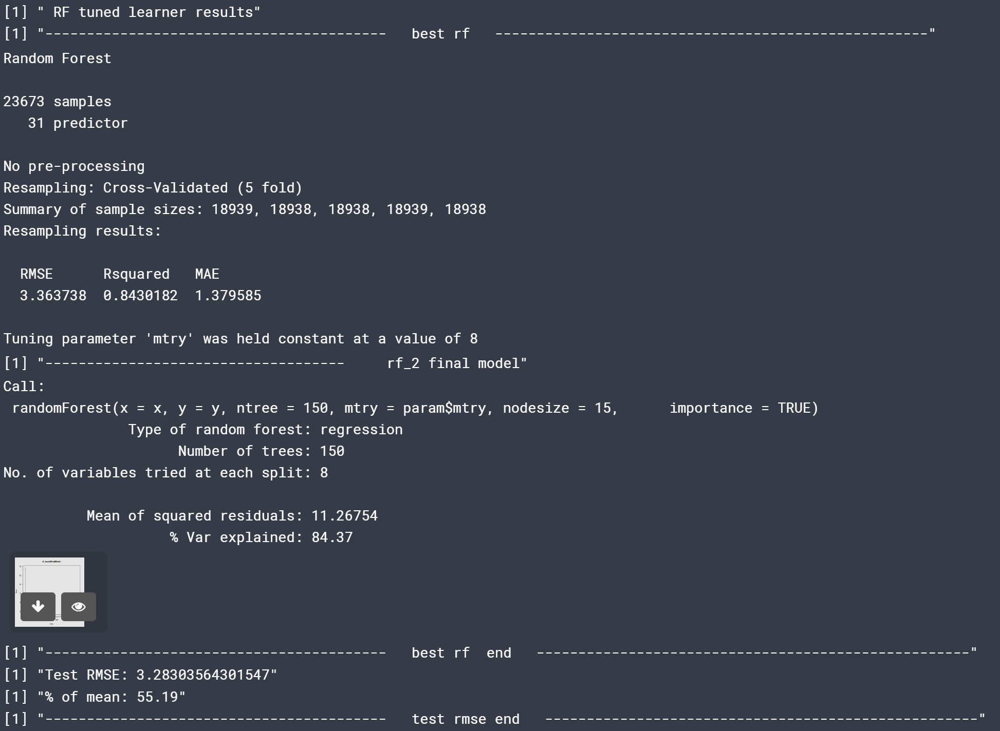 [1] " RF tuned learner results"
[1] "-----------------------------------------   best rf   ----------------------------------------------------"
Random Forest
23673 samples
   31 predictor
No pre-processing
Resampling: Cross-Validated (5 fold)
Summary of sample sizes: 18939, 18938, 18938, 18939, 18938
Resampling results:
  RMSE      Rsquared   MAE
  3.363738  0.8430182  1.379585
Tuning parameter 'mtry' was held constant at a value of 8
[1] "------------------------------------     rf_2 final model"
Call:
 randomForest(x = x, y = y, ntree = 150, mtry = param$mtry, nodesize = 15,      importance = TRUE)
               Type of random forest: regression
                     Number of trees: 150
No. of variables tried at each split: 8
          Mean of squared residuals: 11.26754
                    % Var explained: 84.37
[1] "-----------------------------------------   best rf  end   ----------------------------------------------------"
[1] "Test RMSE: 3.28303564301547"
[1] "% of mean: 55.19"
[1] "-----------------------------------------   test rmse end   ----------------------------------------------------"